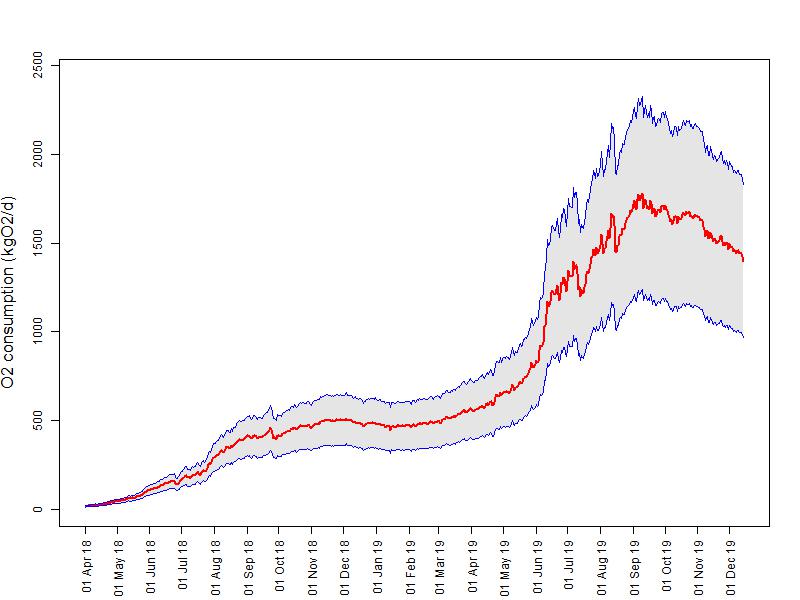 O2 consumption (kgO2/d)
2500
2000
1500
1000
500
0
01 Apr 18
01 May 18
01 Jun 18
01 Jul 18
01 Aug 18
01 Sep 18
01 Oct 18
01 Nov 18
01 Dec 18
01 Jan 19
01 Feb 19
01 Mar 19
01 Apr 19
01 May 19
01 Jun 19
01 Jul 19
01 Aug 19
01 Sep 19
01 Oct 19
01 Nov 19
01 Dec 19